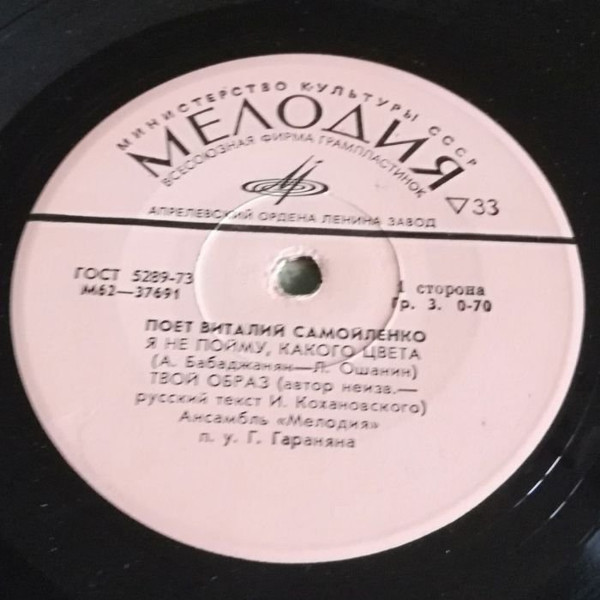 МИНИСТЕРСТВО КУЛЬТУРЫ СССР
МЕЛОДИЯ
ВСЕСОЮЗНАЯ ФИРМА ГРАМПЛАСТИНОК
▽33
АПРЕЛЕВСКИЙ ОРДЕНА ЛЕНИНА ЗАВОД
ГОСТ 5289-73
М62—37691
1 сторона
Гр. 3. 0-70
ПОЕТ ВИТАЛИЙ САМОЙЛЕНКО
Я НЕ ПОЙМУ, КАКОГО ЦВЕТА
(А. Бабаджанян—Л. Ошанин)
ТВОЙ ОБРАЗ (автор неизв.—
русский текст И. Кохановского)
Ансамбль «Мелодия»
п. у. Г. Гараняна